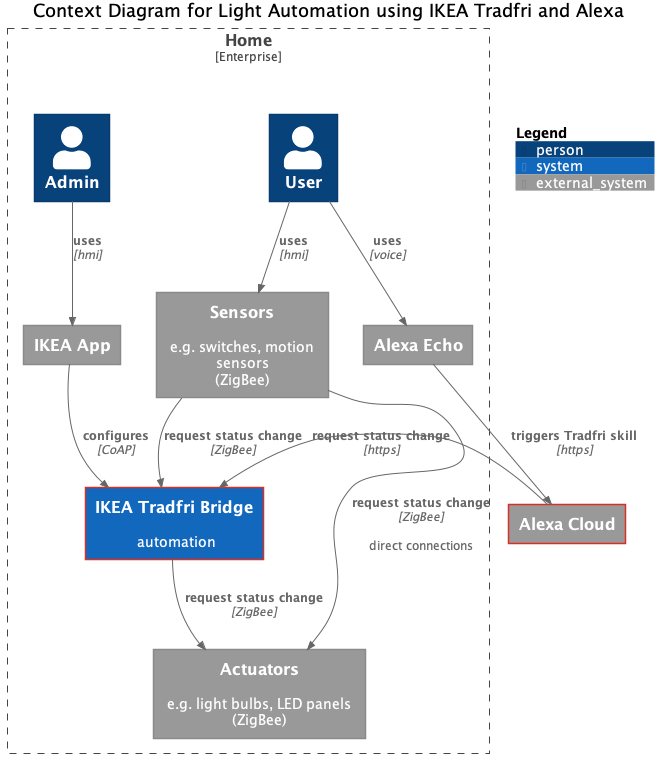 Context Diagram for Light Automation using IKEA Tradfri and Alexa
Home
[Enterprise]
Admin
User
Legend
person
system
external_system
uses
[hmi]
uses
[hmi]
uses
[voice]
Sensors
e.g. switches, motion
sensors
(ZigBee)
IKEA App
Alexa Echo
configures
[CoAP]
request status change
[ZigBee]
request status change
[https]
triggers Tradfri skill
[https]
IKEA Tradfri Bridge
automation
request status change
[ZigBee]
direct connections
Alexa Cloud
request status change
[ZigBee]
Actuators
e.g. light bulbs, LED panels
(ZigBee)